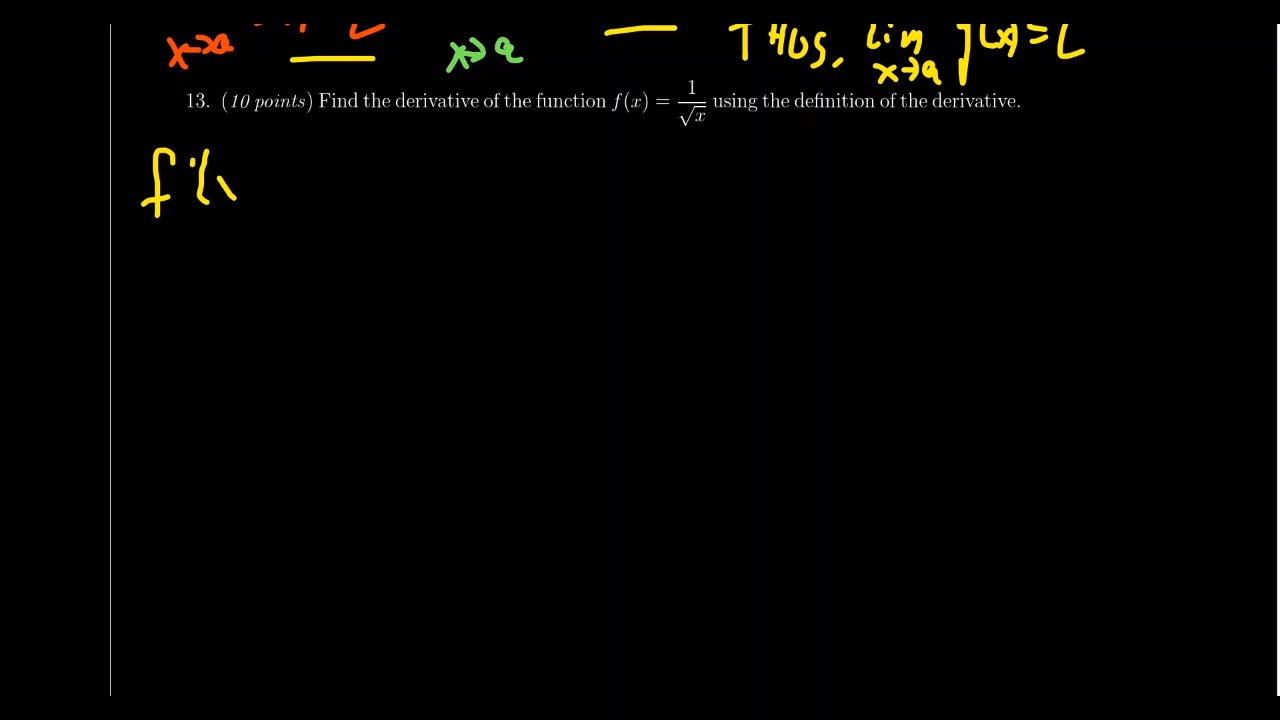 x→a x→a THUS, lim g(x) = L
x→a
13. (10 points) Find the derivative of the function f(x) = 1/√x using the definition of the derivative.
f'(